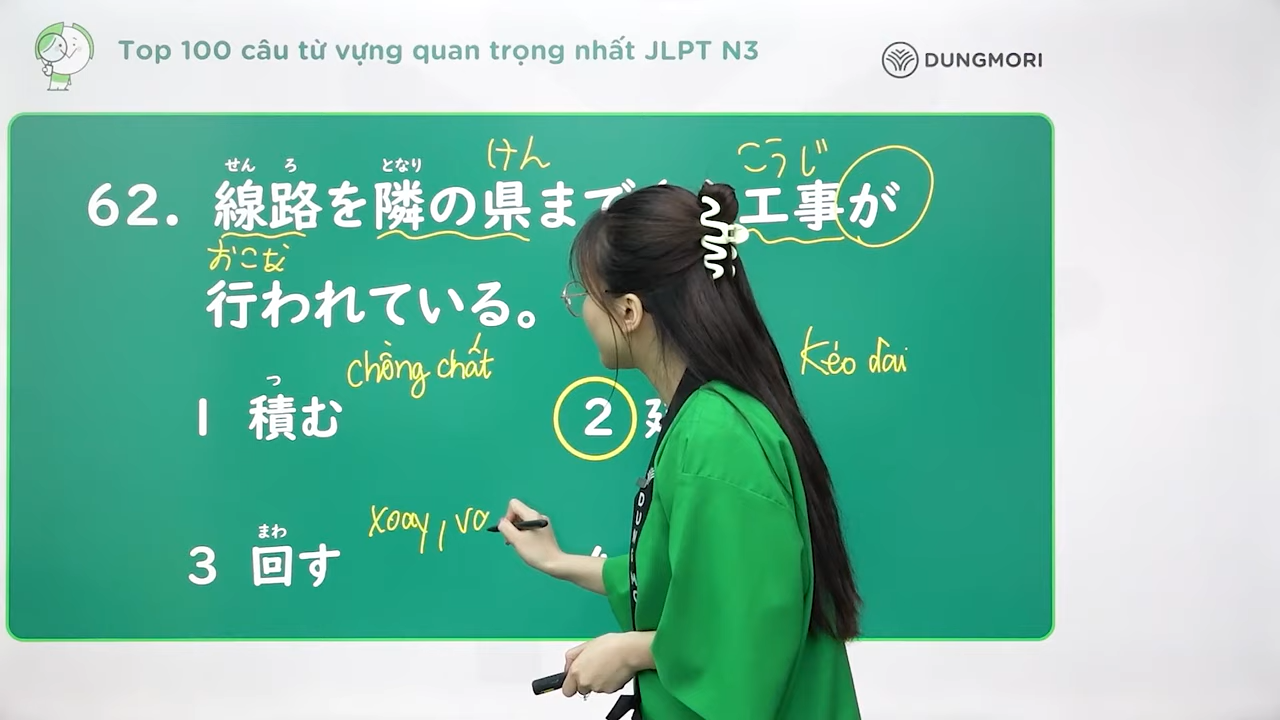 Top 100 câu từ vựng quan trọng nhất JLPT N3
DUNGMORI
けん
こうじ
せん ろ
となり
62. 線路を隣の県まで
工事が
おこな
行われている。
chồng chất
kéo dài
つ
1 積む
2
xoay, vo
まわ
3 回す
DUN